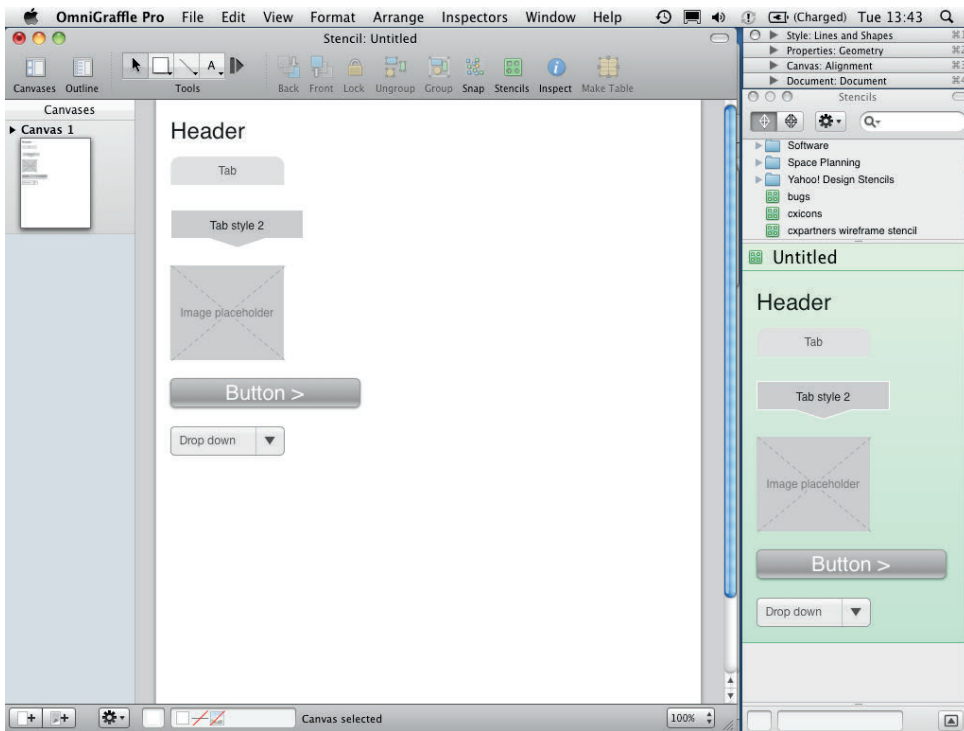 OmniGraffle Pro File Edit View Format Arrange Inspectors Window Help (Charged) Tue 13:43
Stencil: Untitled
Canvases Outline Tools Back Front Lock Ungroup Group Snap Stencils Inspect Make Table
Canvases
Canvas 1
Header
Tab
Tab style 2
Image placeholder
Button >
Drop down
Canvas selected
100%
Style: Lines and Shapes ⌘1
Properties: Geometry ⌘2
Canvas: Alignment ⌘3
Document: Document ⌘4
Stencils
Software
Space Planning
Yahoo! Design Stencils
bugs
cxicons
cxpartners wireframe stencil
Untitled
Header
Tab
Tab style 2
Image placeholder
Button >
Drop down